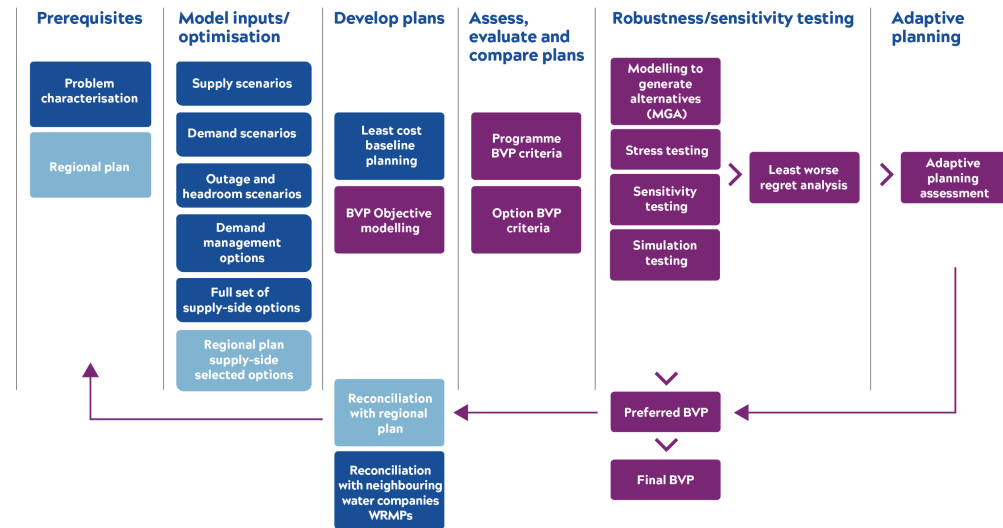 Prerequisites
Problem
characterisation
Regional plan
Model inputs/
optimisation
Supply scenarios
Demand scenarios
Outage and
headroom scenarios
Demand
management
options
Full set of
supply-side options
Regional plan
supply-side
selected options
Develop plans
Least cost
baseline
planning
BVP Objective
modelling
Reconciliation
with regional
plan
Reconciliation
with neighbouring
water companies
WRMPs
Assess,
evaluate and
compare plans
Programme
BVP criteria
Option BVP
criteria
Robustness/sensitivity testing
Modelling to
generate
alternatives
(MGA)
Stress testing
Sensitivity
testing
Simulation
testing
Least worse
regret analysis
Preferred BVP
Final BVP
Adaptive
planning
Adaptive
planning
assessment